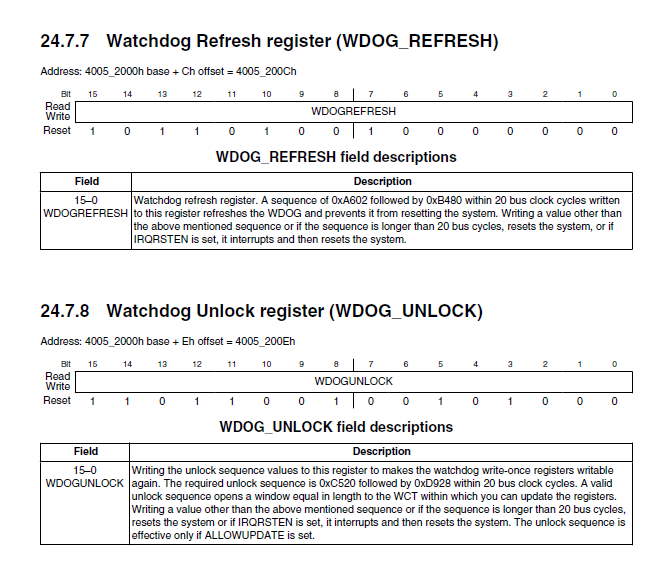 24.7.7 Watchdog Refresh register (WDOG_REFRESH)
Address: 4005_2000h base + Ch offset = 4005_200Ch
Bit 15 14 13 12 11 10 9 8 7 6 5 4 3 2 1 0
Read
WDOGREFRESH
Write
Reset 1 0 1 1 0 1 0 0 1 0 0 0 0 0 0 0
WDOG_REFRESH field descriptions
Field Description
15–0 Watchdog refresh register. A sequence of 0xA602 followed by 0xB480 within 20 bus clock cycles written
WDOGREFRESH to this register refreshes the WDOG and prevents it from resetting the system. Writing a value other than
the above mentioned sequence or if the sequence is longer than 20 bus cycles, resets the system, or if
IRQRSTEN is set, it interrupts and then resets the system.
24.7.8 Watchdog Unlock register (WDOG_UNLOCK)
Address: 4005_2000h base + Eh offset = 4005_200Eh
Bit 15 14 13 12 11 10 9 8 7 6 5 4 3 2 1 0
Read
WDOGUNLOCK
Write
Reset 1 1 0 1 1 0 0 1 0 0 1 0 1 0 0 0
WDOG_UNLOCK field descriptions
Field Description
15–0 Writing the unlock sequence values to this register to makes the watchdog write-once registers writable
WDOGUNLOCK again. The required unlock sequence is 0xC520 followed by 0xD928 within 20 bus clock cycles. A valid
unlock sequence opens a window equal in length to the WCT within which you can update the registers.
Writing a value other than the above mentioned sequence or if the sequence is longer than 20 bus cycles,
resets the system or if IRQRSTEN is set, it interrupts and then resets the system. The unlock sequence is
effective only if ALLOWUPDATE is set.